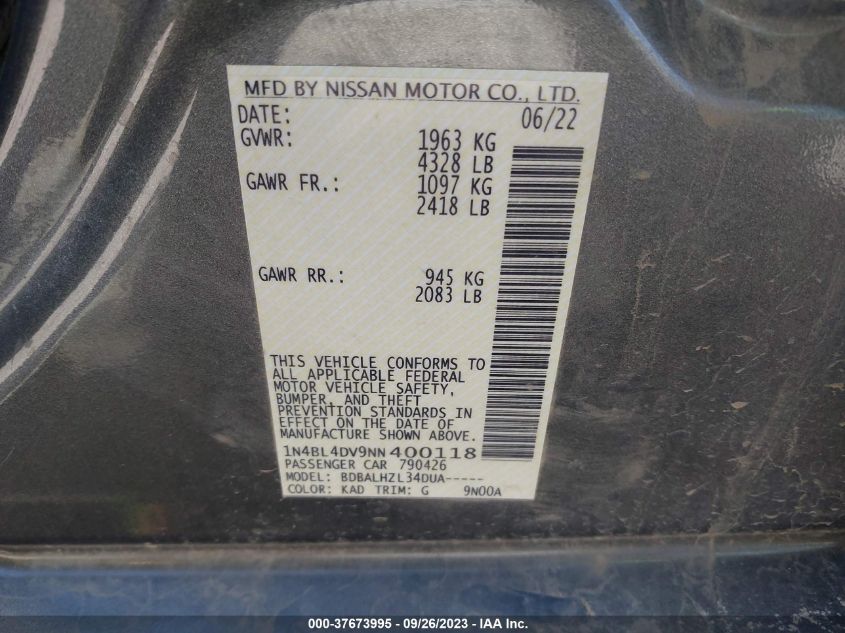 MFD BY NISSAN MOTOR CO., LTD.
DATE: 06/22
GVWR: 1963 KG
4328 LB
GAWR FR.: 1097 KG
2418 LB
GAWR RR.: 945 KG
2083 LB
THIS VEHICLE CONFORMS TO
ALL APPLICABLE FEDERAL
MOTOR VEHICLE SAFETY,
BUMPER, AND THEFT
PREVENTION STANDARDS IN
EFFECT ON THE DATE OF
MANUFACTURE SHOWN ABOVE.
1N4BL4DV9NN400118
PASSENGER CAR 790426
MODEL: BDBALHZL34DUA-----
COLOR: KAD TRIM: G 9N00A
000-37673995 - 09/26/2023 - IAA Inc.